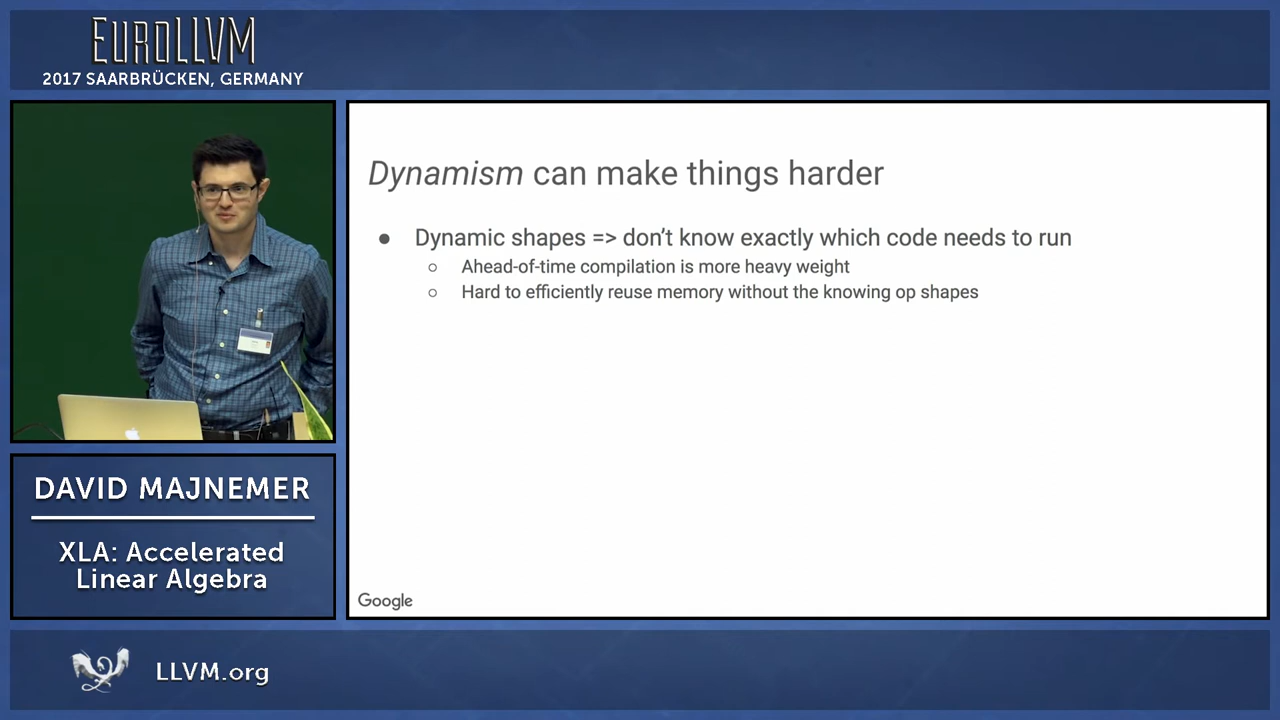 EUROLLVM
2017 SAARBRÜCKEN, GERMANY
Dynamism can make things harder
● Dynamic shapes => don't know exactly which code needs to run
○ Ahead-of-time compilation is more heavy weight
○ Hard to efficiently reuse memory without the knowing op shapes
Google
DAVID MAJNEMER
XLA: Accelerated
Linear Algebra
LLVM.org